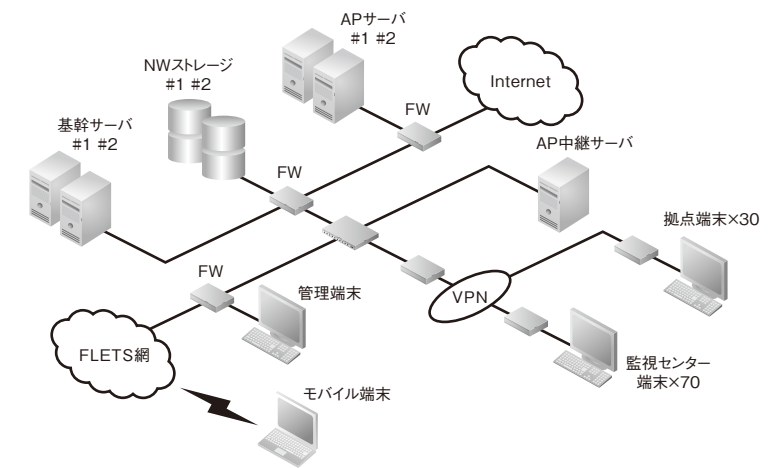 APサーバ
#1 #2
NWストレージ
#1 #2
Internet
FW
基幹サーバ
#1 #2
AP中継サーバ
FW
拠点端末×30
FW
管理端末
VPN
FLETS網
監視センター
端末×70
モバイル端末